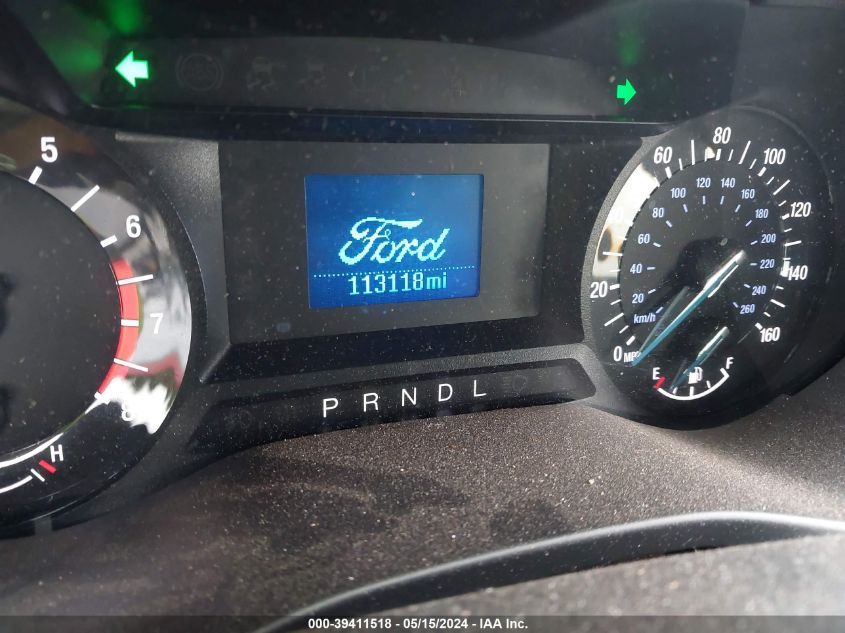 5
6
7
8
H
Ford
113118mi
P R N D L
0 20 60 80 100 120 140 160
MPH
20 40 60 80 100 120 140 160 180 200 220 240 260
km/h
E F
000-39411518 - 05/15/2024 - IAA Inc.